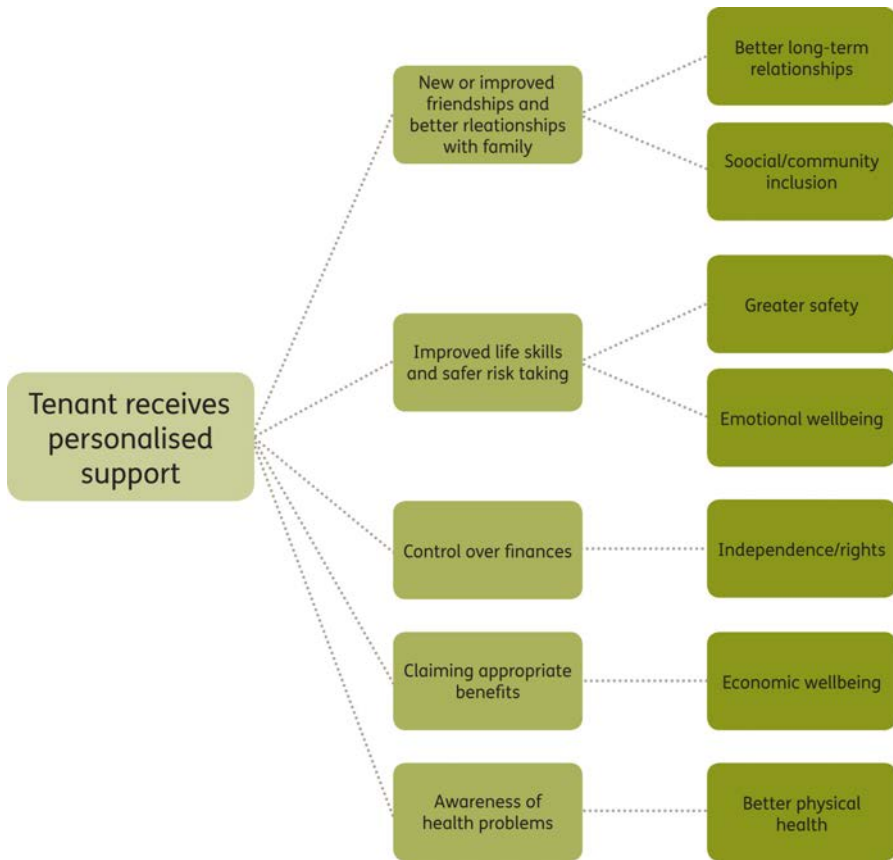 Tenant receives
personalised
support
New or improved
friendships and
better rleationships
with family
Better long-term
relationships
Soocial/community
inclusion
Improved life skills
and safer risk taking
Greater safety
Emotional wellbeing
Control over finances
Independence/rights
Claiming appropriate
benefits
Economic wellbeing
Awareness of
health problems
Better physical
health